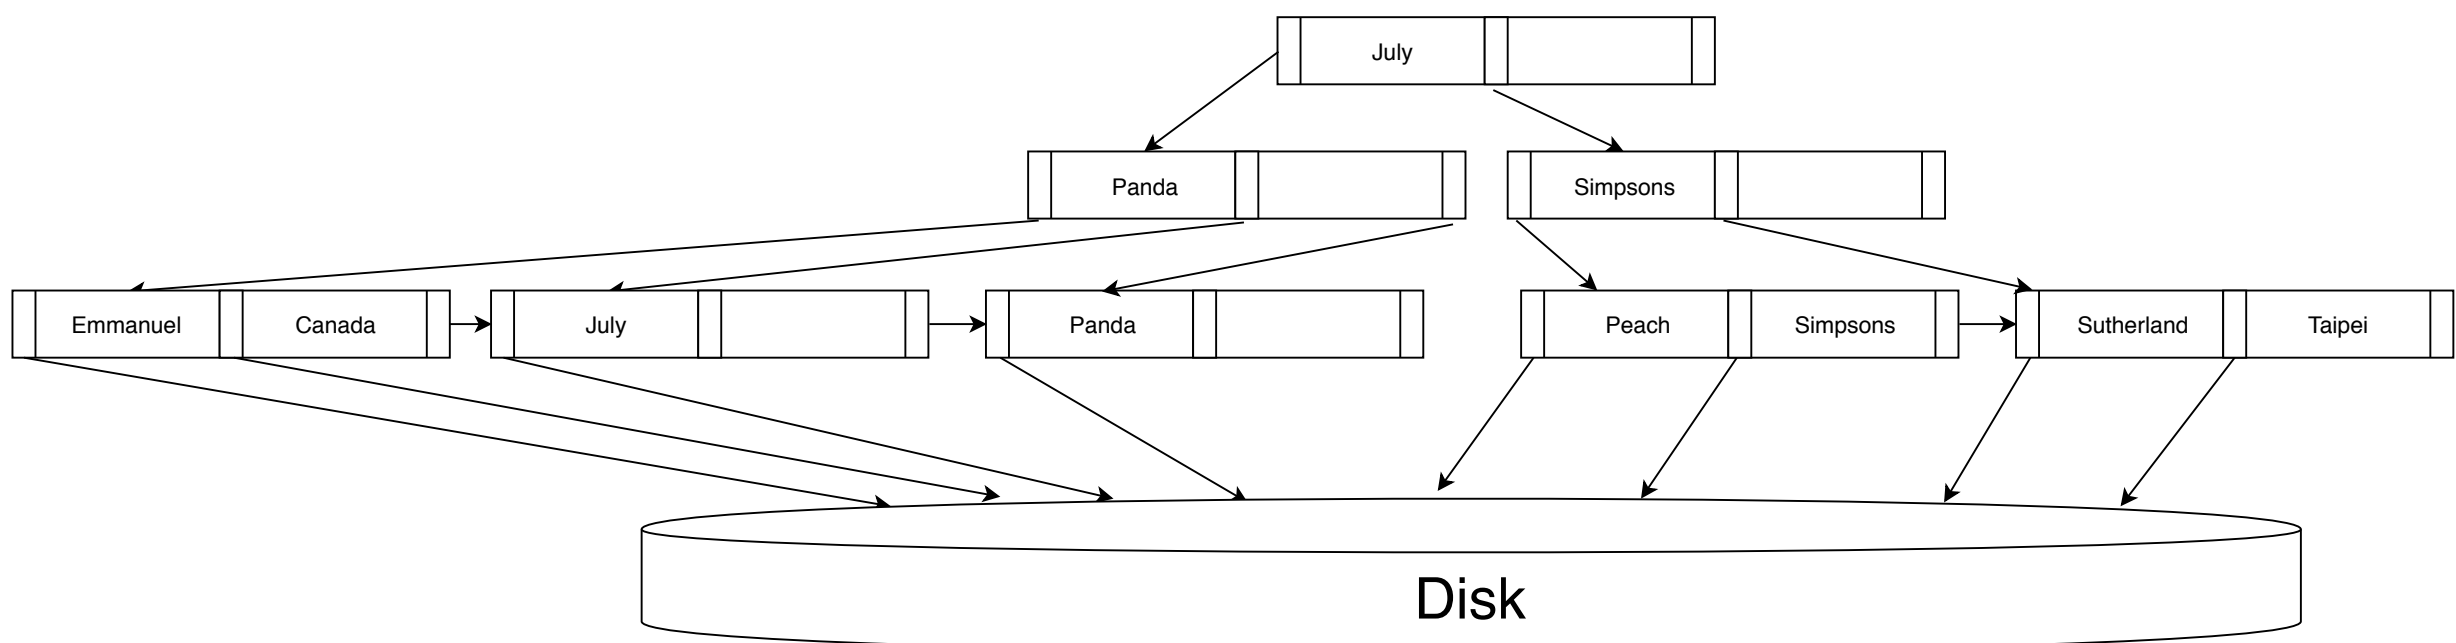 July
Panda
Simpsons
Emmanuel
Canada
July
Panda
Peach
Simpsons
Sutherland
Taipei
Disk